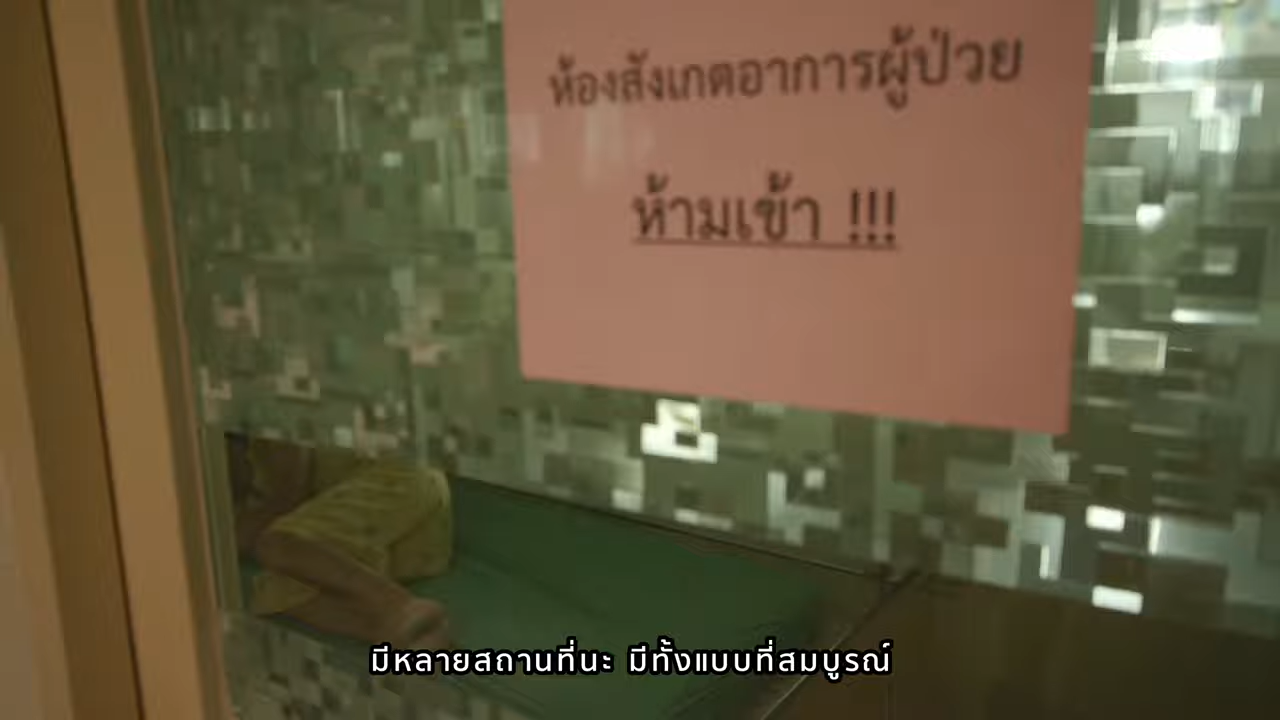 ห้องสังเกตอาการผู้ป่วย
ห้ามเข้า !!!
มีหลายสถานที่นะ มีทั้งแบบที่สมบูรณ์